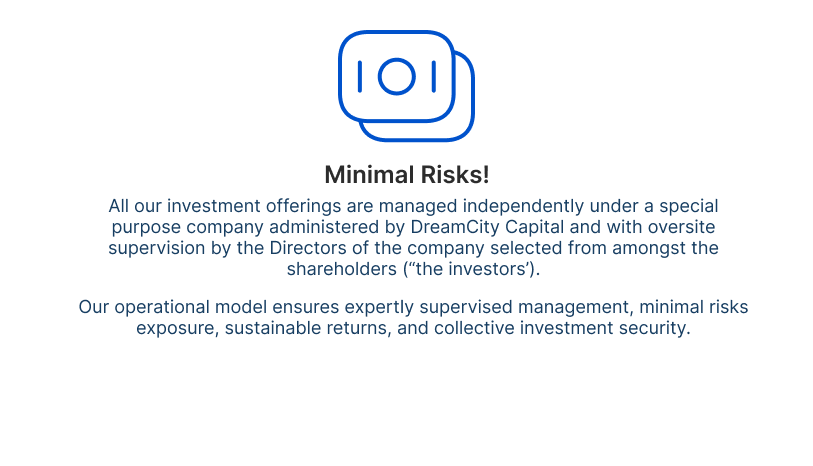 Minimal Risks!
All our investment offerings are managed independently under a special
purpose company administered by DreamCity Capital and with oversite
supervision by the Directors of the company selected from amongst the
shareholders (“the investors’).
Our operational model ensures expertly supervised management, minimal risks
exposure, sustainable returns, and collective investment security.